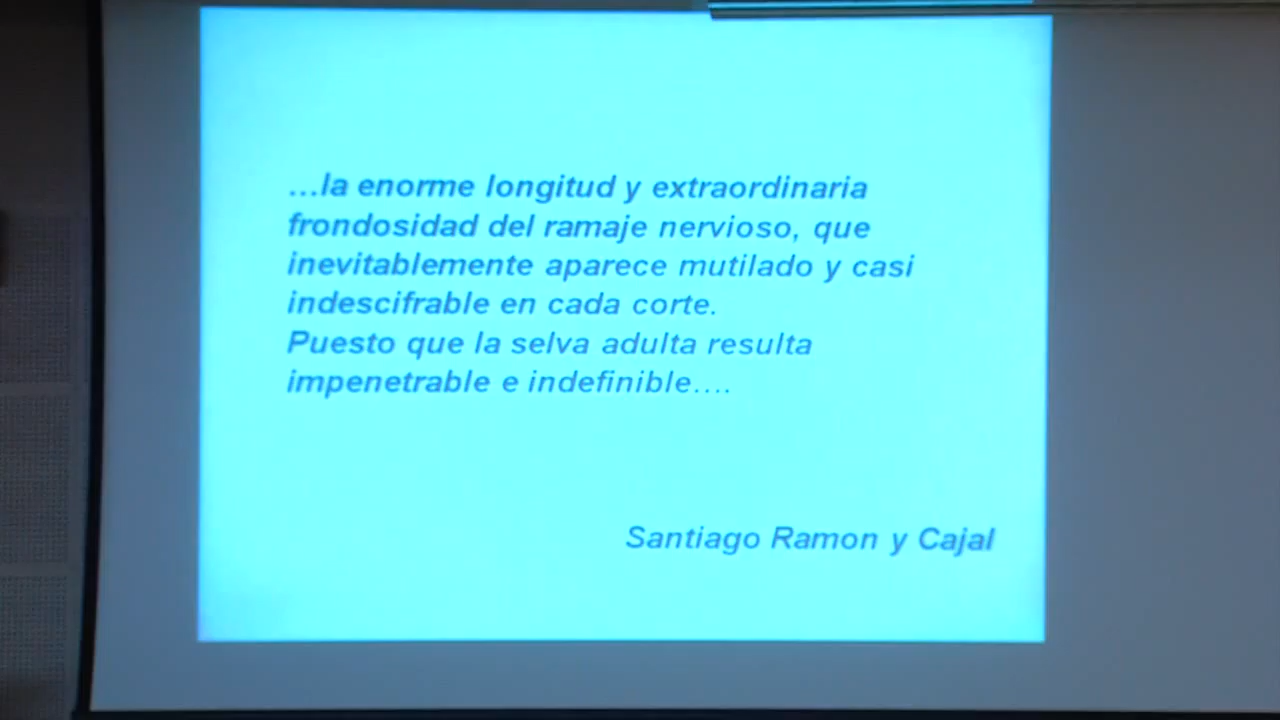 ...la enorme longitud y extraordinaria
frondosidad del ramaje nervioso, que
inevitablemente aparece mutilado y casi
indescifrable en cada corte.
Puesto que la selva adulta resulta
impenetrable e indefinible....
Santiago Ramon y Cajal